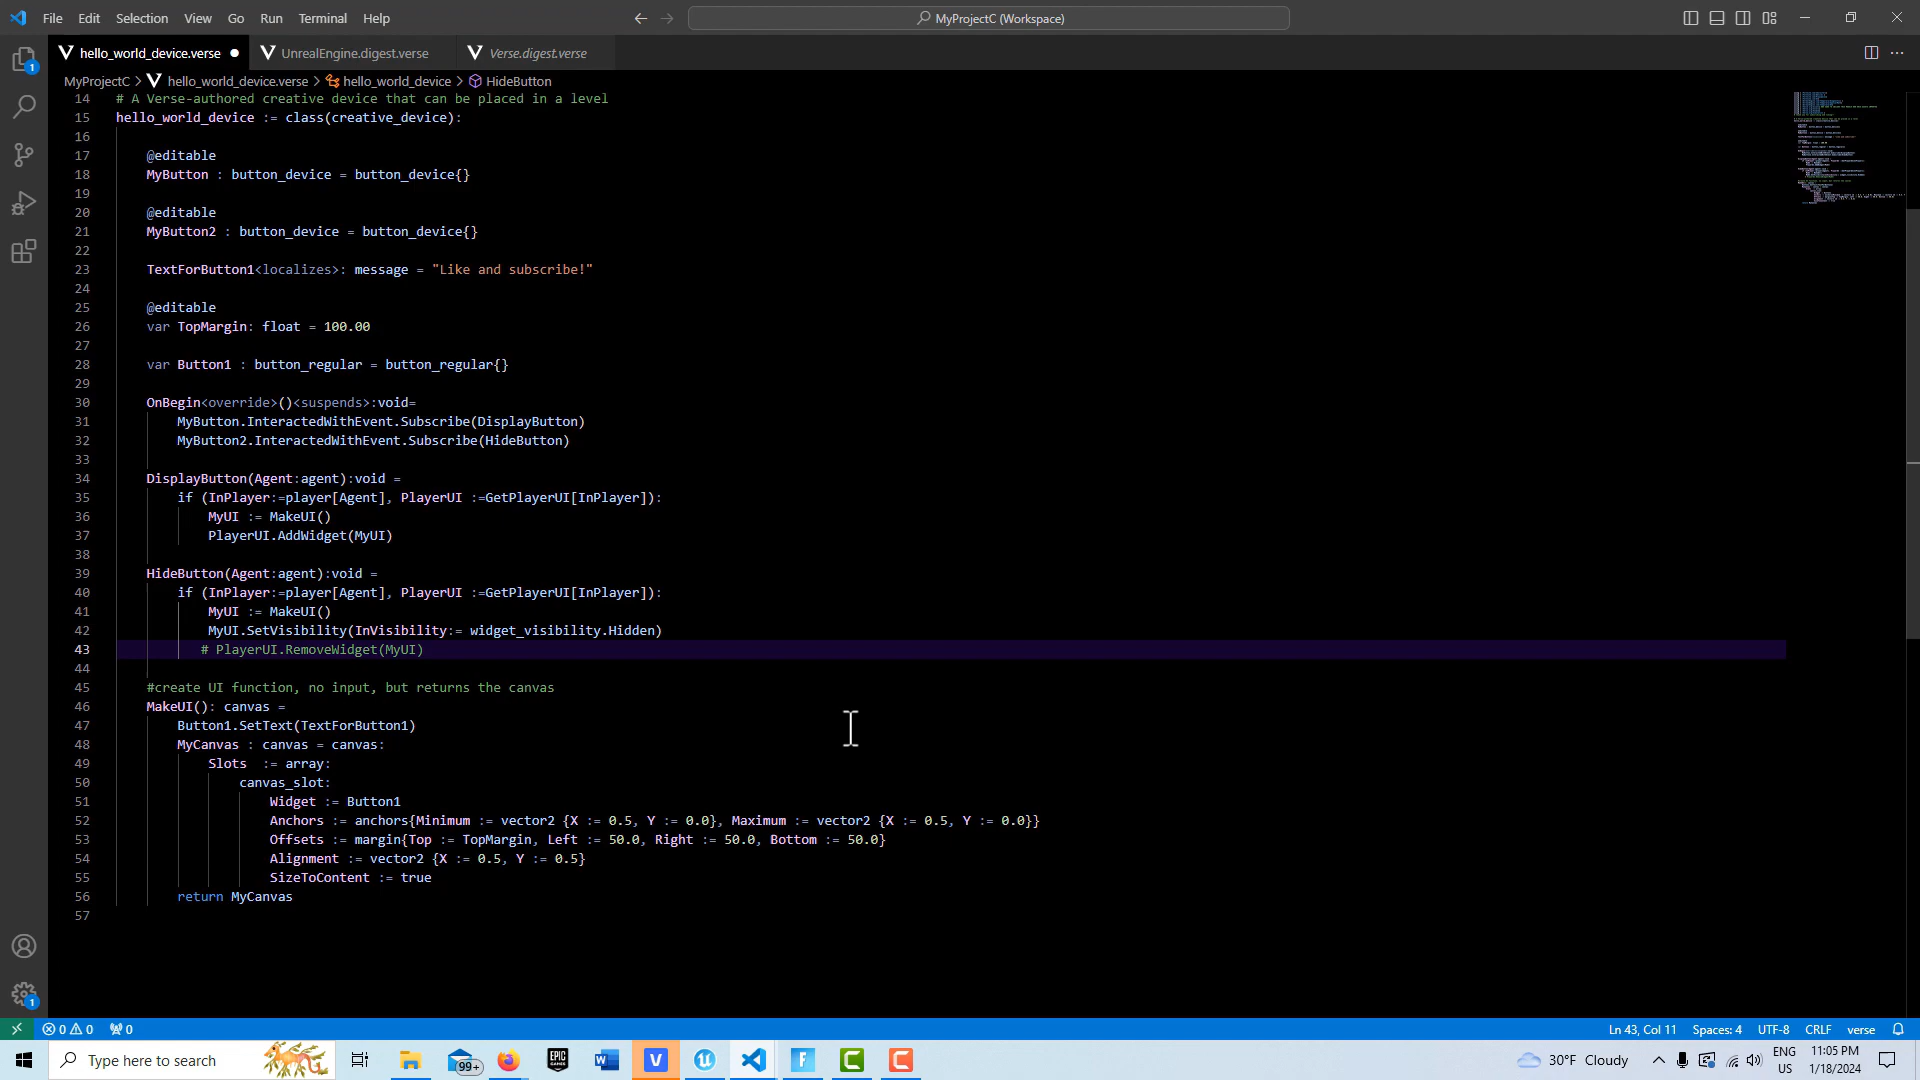 File Edit Selection View Go Run Terminal Help
MyProjectC (Workspace)
hello_world_device.verse
UnrealEngine.digest.verse
Verse.digest.verse
MyProjectC > hello_world_device.verse > hello_world_device > HideButton
14 # A Verse-authored creative device that can be placed in a level
15 hello_world_device := class(creative_device):
16
17 @editable
18 MyButton : button_device = button_device{}
19
20 @editable
21 MyButton2 : button_device = button_device{}
22
23 TextForButton1<localizes>: message = "Like and subscribe!"
24
25 @editable
26 var TopMargin: float = 100.00
27
28 var Button1 : button_regular = button_regular{}
29
30 OnBegin<override>()<suspends>:void=
31 MyButton.InteractedWithEvent.Subscribe(DisplayButton)
32 MyButton2.InteractedWithEvent.Subscribe(HideButton)
33
34 DisplayButton(Agent:agent):void =
35 if (InPlayer:=player[Agent], PlayerUI :=GetPlayerUI[InPlayer]):
36 MyUI := MakeUI()
37 PlayerUI.AddWidget(MyUI)
38
39 HideButton(Agent:agent):void =
40 if (InPlayer:=player[Agent], PlayerUI :=GetPlayerUI[InPlayer]):
41 MyUI := MakeUI()
42 MyUI.SetVisibility(InVisibility:= widget_visibility.Hidden)
43 # PlayerUI.RemoveWidget(MyUI)
44
45 #create UI function, no input, but returns the canvas
46 MakeUI(): canvas =
47 Button1.SetText(TextForButton1)
48 MyCanvas : canvas = canvas:
49 Slots := array:
50 canvas_slot:
51 Widget := Button1
52 Anchors := anchors{Minimum := vector2 {X := 0.5, Y := 0.0}, Maximum := vector2 {X := 0.5, Y := 0.0}}
53 Offsets := margin{Top := TopMargin, Left := 50.0, Right := 50.0, Bottom := 50.0}
54 Alignment := vector2 {X := 0.5, Y := 0.5}
55 SizeToContent := true
56 return MyCanvas
57
1
1
0 0 0
Ln 43, Col 11 Spaces: 4 UTF-8 CRLF verse
Type here to search
99+
EPIC GAMES
30°F Cloudy
ENG
US
11:05 PM
1/18/2024